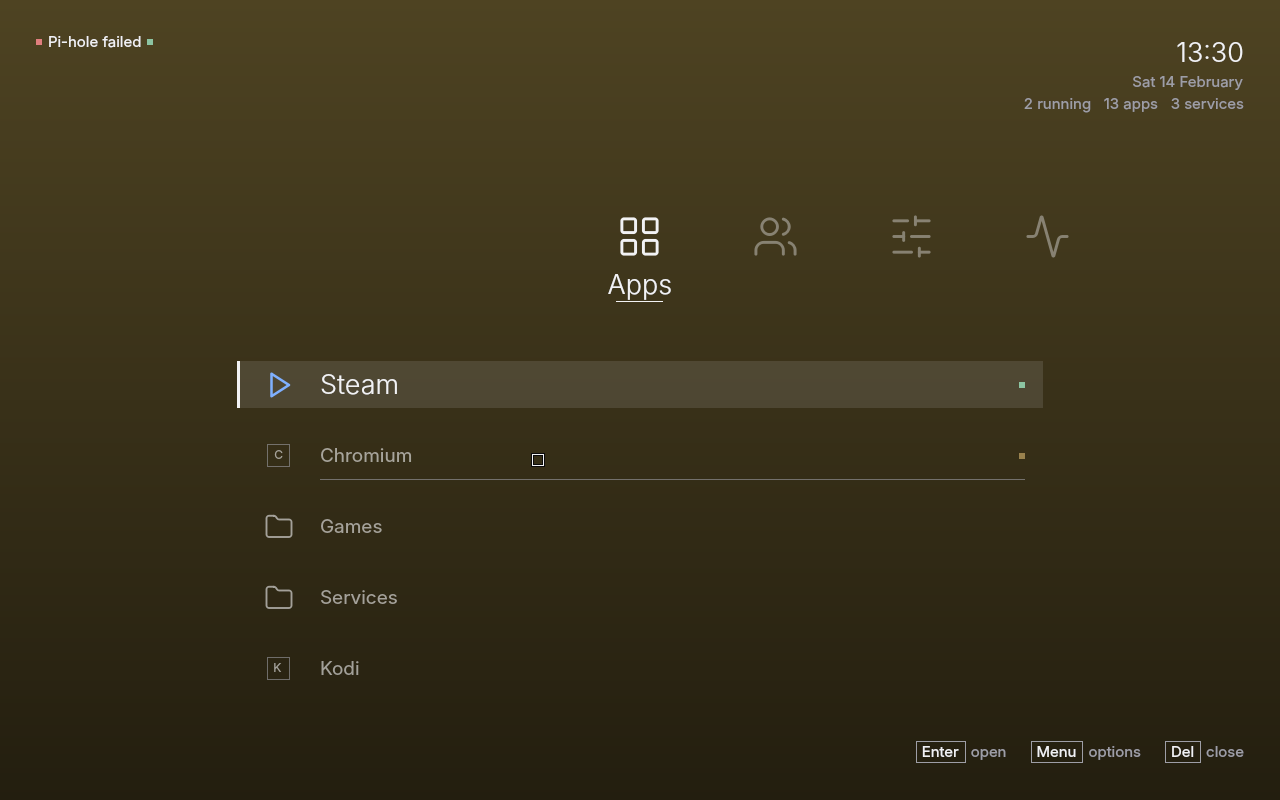 Pi-hole failed
13:30
Sat 14 February
2 running 13 apps 3 services
Apps
Steam
C Chromium
Games
Services
K Kodi
Enter open Menu options Del close